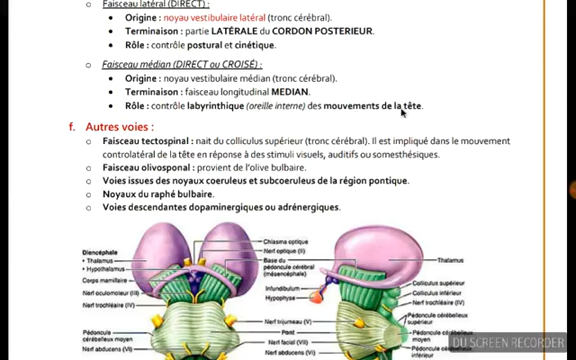 Faisceau latéral (DIRECT) :
Origine : noyau vestibulaire latéral (tronc cérébral).
Terminaison : partie LATÉRALE du CORDON POSTERIEUR.
Rôle : contrôle postural et cinétique.
Faisceau médian (DIRECT ou CROISÉ) :
Origine : noyau vestibulaire médian (tronc cérébral).
Terminaison : faisceau longitudinal MEDIAN.
Rôle : contrôle labyrinthique (oreille interne) des mouvements de la tête.
f. Autres voies :
Faisceau tectospinal : nait du colliculus supérieur (tronc cérébral). Il est impliqué dans le mouvement
controlatéral de la tête en réponse à des stimuli visuels, auditifs ou somesthésiques.
Faisceau olivosponal : provient de l'olive bulbaire.
Voies issues des noyaux coeruleus et subcoeruleus de la région pontique.
Noyaux du raphé bulbaire.
Voies descendantes dopaminergiques ou adrénergiques.
Diencéphale
• Thalamus
• Hypothalamus
Corps mamillaire
Nerf oculomoteur (III)
Nerf trochléaire (IV)
Pédoncule
cérébelleux moyen
Nerf abducens (VI)
Chiasma optique
Nerf optique (II)
Base du
pédoncule cérébral
(mésencéphale)
Infundibulum
Hypophyse
Nerf trijumeau (V)
Pont
Nerf facial (VII)
Nerf abducens (VI)
Thalamus
Colliculus supérieur
Colliculus inférieur
Nerf trochléaire (IV)
Pédoncule cérébelleux
supérieur
Pédoncule cérébelleux
moyen
Pédoncule cérébelleux
inférieur
DU SCREEN RECORDER